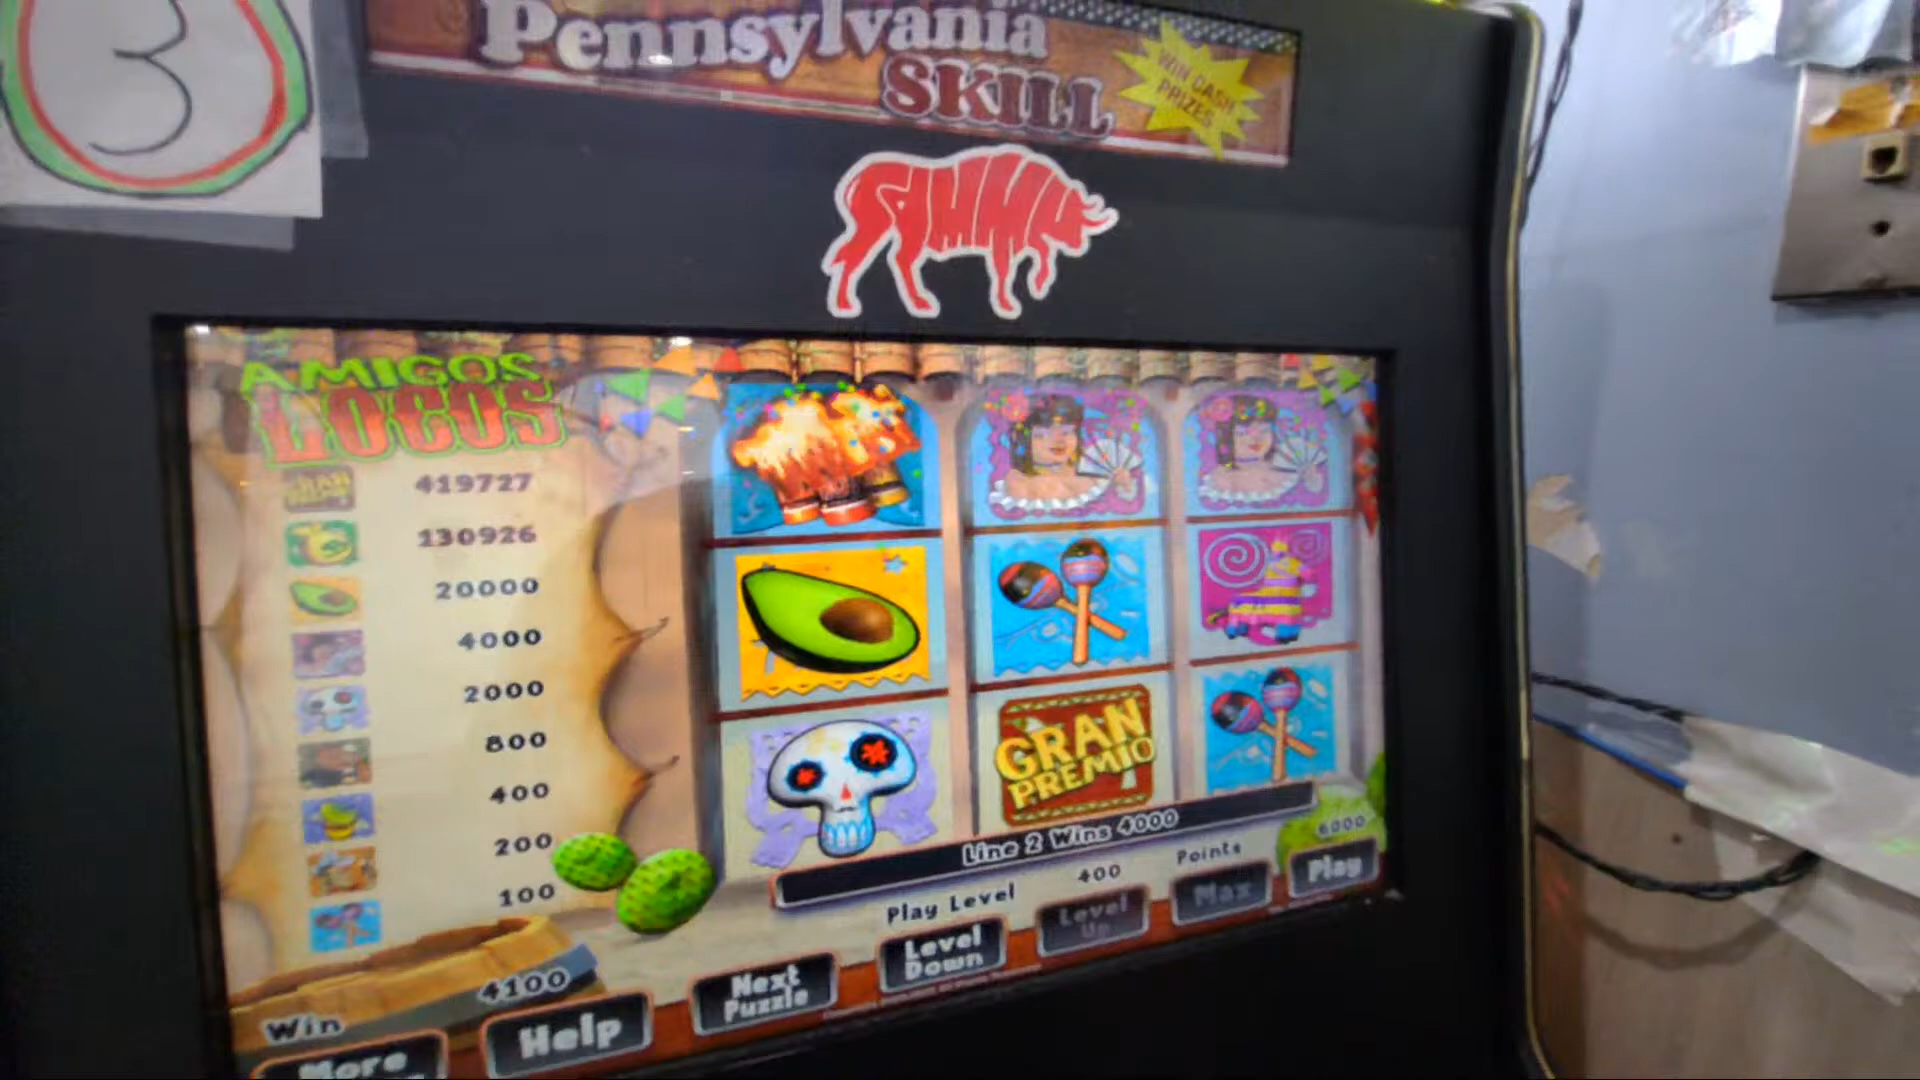 3
Pennsylvania
SKILL
WIN CASH
PRIZES
SAMMY
AMIGOS
LOCOS
419727
130926
20000
4000
2000
800
400
200
100
GRAN
PREMIO
Line 2 Wins 4000
Play Level
400
Points
6000
Win
4100
More
Help
Next
Puzzle
Level
Down
Level
Up
Max
Play